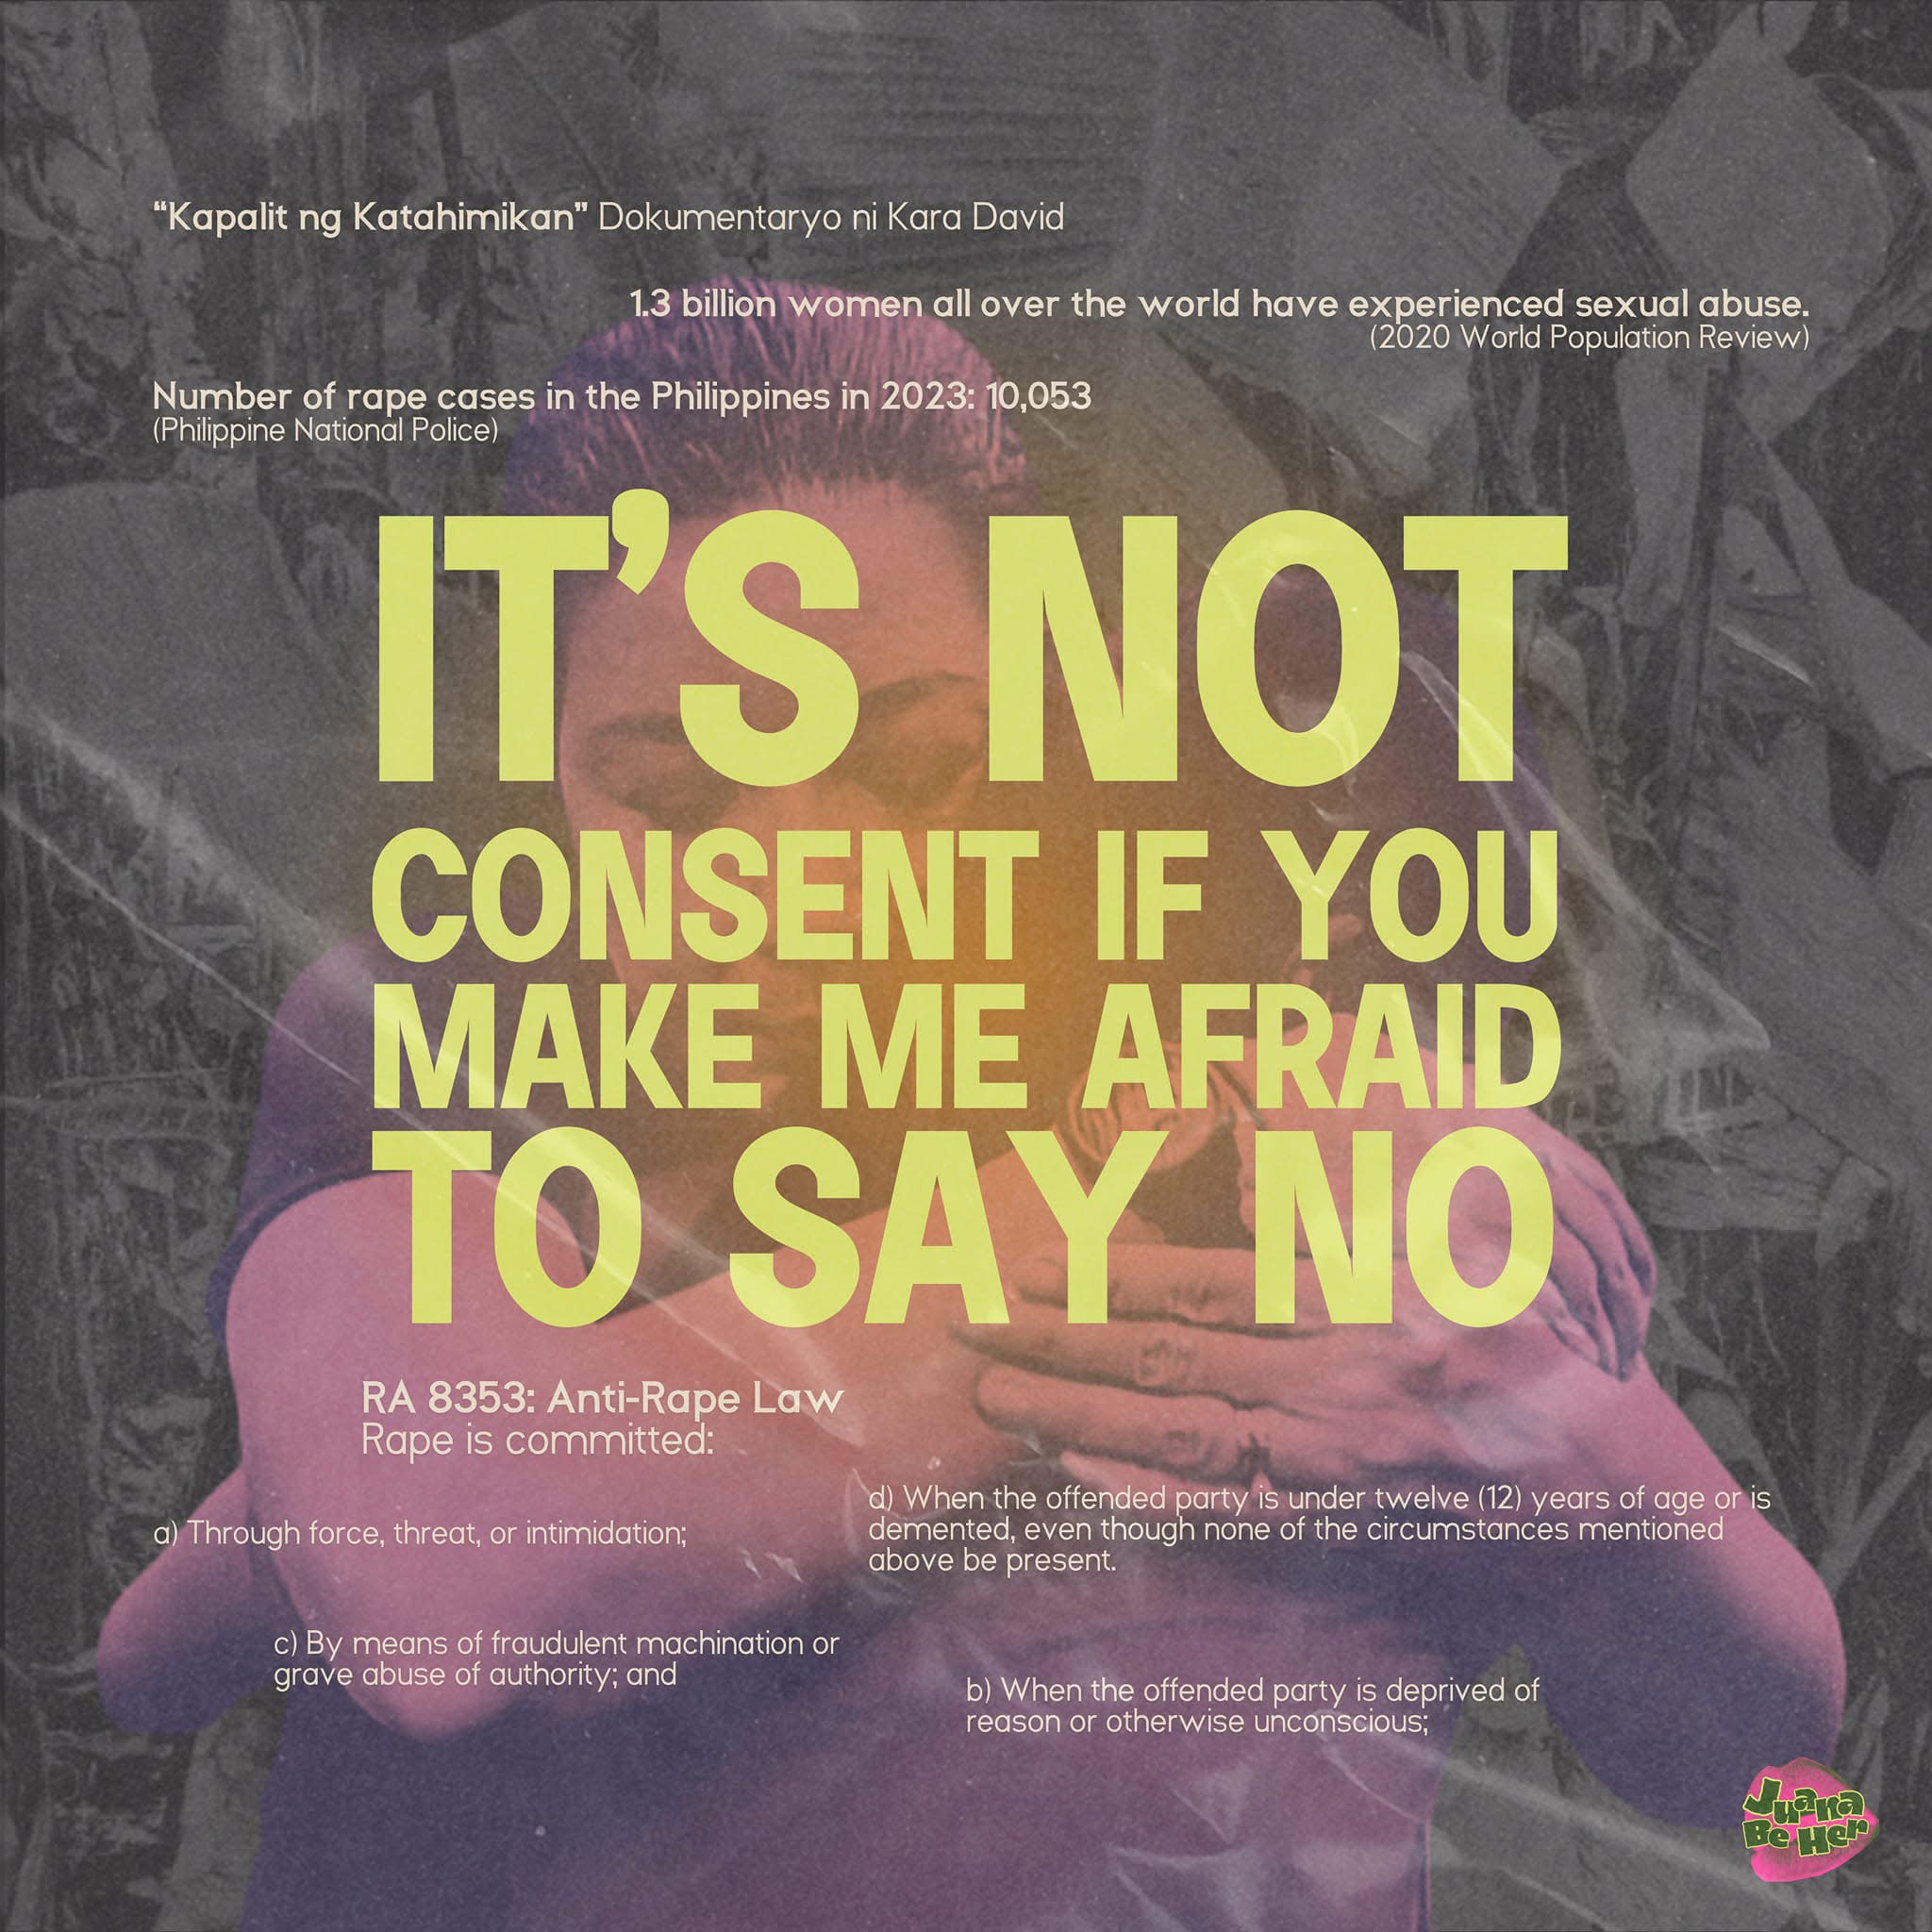 “Kapalit ng Katahimikan” Dokumentaryo ni Kara David
1.3 billion women all over the world have experienced sexual abuse.
(2020 World Population Review)
Number of rape cases in the Philippines in 2023: 10,053
(Philippine National Police)
IT’S NOT
CONSENT IF YOU
MAKE ME AFRAID
TO SAY NO
RA 8353: Anti-Rape Law
Rape is committed:
a) Through force, threat, or intimidation;
d) When the offended party is under twelve (12) years of age or is
demented, even though none of the circumstances mentioned
above be present.
c) By means of fraudulent machination or
grave abuse of authority; and
b) When the offended party is deprived of
reason or otherwise unconscious;
Juana
Be Her